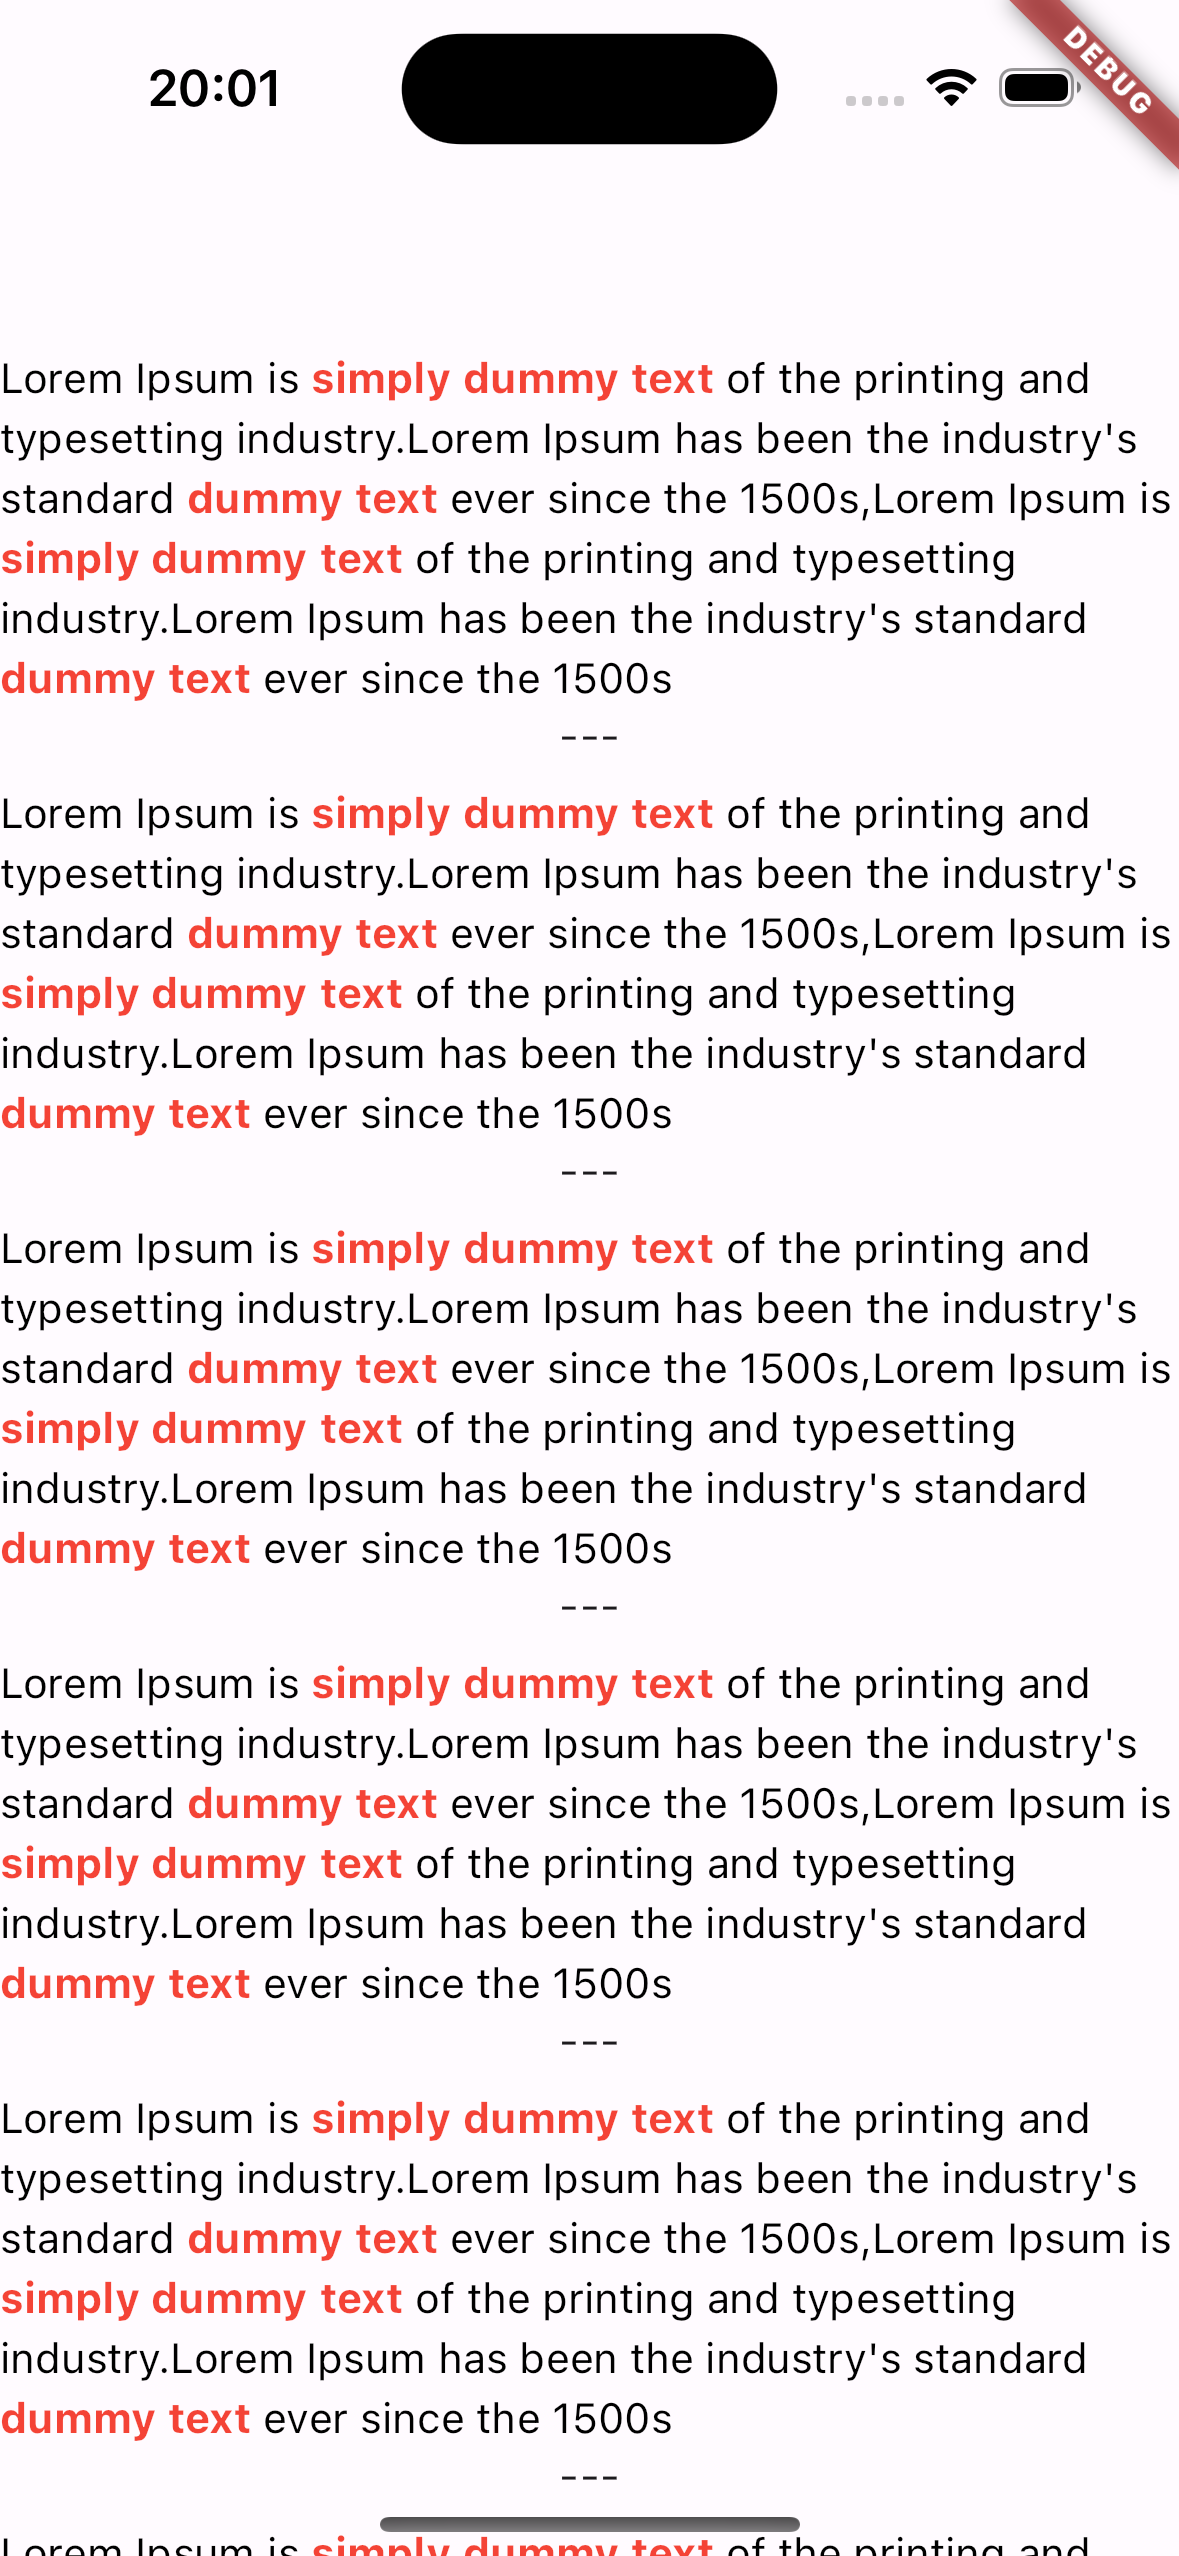 20:01
DEBUG
Lorem Ipsum is simply dummy text of the printing and
typesetting industry.Lorem Ipsum has been the industry's
standard dummy text ever since the 1500s,Lorem Ipsum is
simply dummy text of the printing and typesetting
industry.Lorem Ipsum has been the industry's standard
dummy text ever since the 1500s
---
Lorem Ipsum is simply dummy text of the printing and
typesetting industry.Lorem Ipsum has been the industry's
standard dummy text ever since the 1500s,Lorem Ipsum is
simply dummy text of the printing and typesetting
industry.Lorem Ipsum has been the industry's standard
dummy text ever since the 1500s
---
Lorem Ipsum is simply dummy text of the printing and
typesetting industry.Lorem Ipsum has been the industry's
standard dummy text ever since the 1500s,Lorem Ipsum is
simply dummy text of the printing and typesetting
industry.Lorem Ipsum has been the industry's standard
dummy text ever since the 1500s
---
Lorem Ipsum is simply dummy text of the printing and
typesetting industry.Lorem Ipsum has been the industry's
standard dummy text ever since the 1500s,Lorem Ipsum is
simply dummy text of the printing and typesetting
industry.Lorem Ipsum has been the industry's standard
dummy text ever since the 1500s
---
Lorem Ipsum is simply dummy text of the printing and
typesetting industry.Lorem Ipsum has been the industry's
standard dummy text ever since the 1500s,Lorem Ipsum is
simply dummy text of the printing and typesetting
industry.Lorem Ipsum has been the industry's standard
dummy text ever since the 1500s
---
Lorem Ipsum is simply dummy text of the printing and